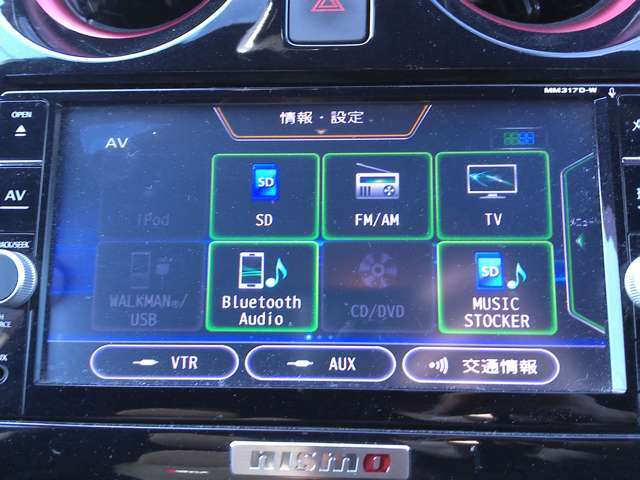 MM317D-W
OPEN
情報・設定
AV
AV
iPod
SD
SD
FM/AM
TV
メニュー
WALKMAN®/
USB
Bluetooth
Audio
CD/DVD
SD
MUSIC
STOCKER
VTR
AUX
交通情報
nismo